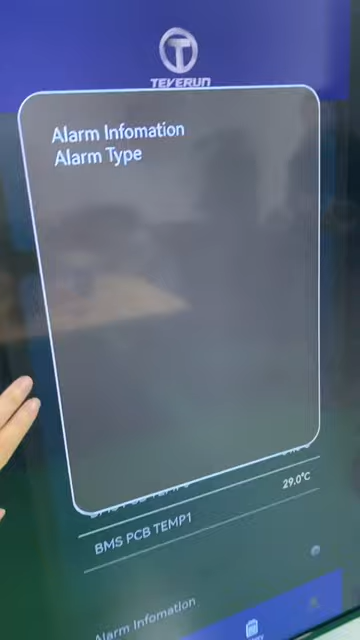 TEVERUN
Alarm Infomation
Alarm Type
29.0°C
BMS PCB TEMP1
Alarm Infomation